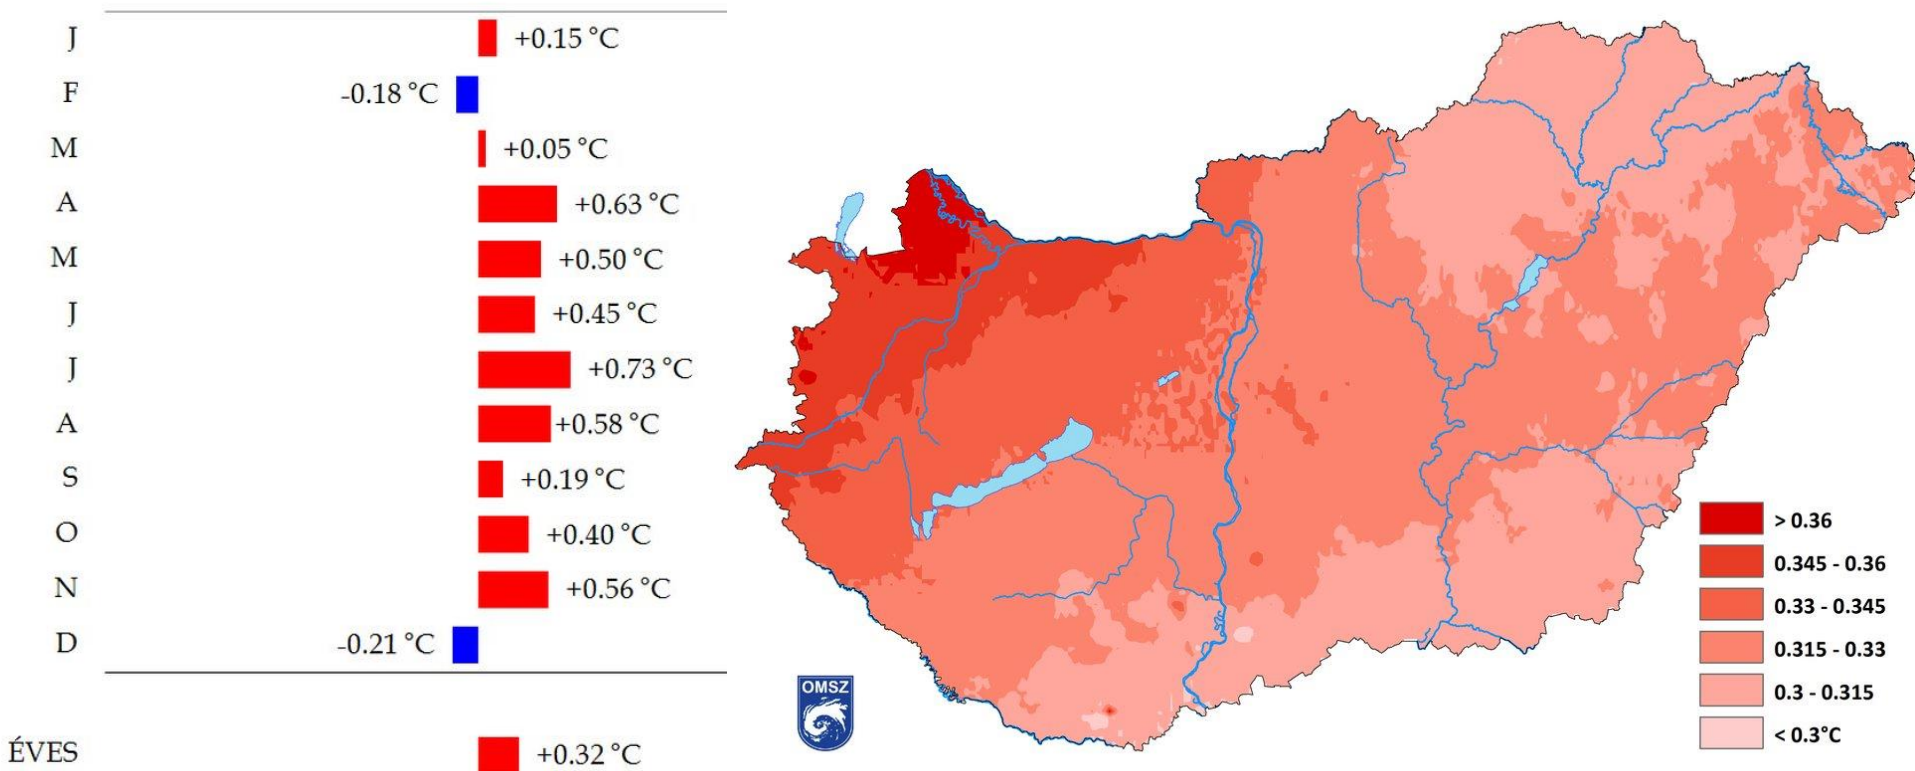 J +0.15 °C
F -0.18 °C
M +0.05 °C
A +0.63 °C
M +0.50 °C
J +0.45 °C
J +0.73 °C
A +0.58 °C
S +0.19 °C
O +0.40 °C
N +0.56 °C
D -0.21 °C
ÉVES +0.32 °C
OMSZ
> 0.36
0.345 - 0.36
0.33 - 0.345
0.315 - 0.33
0.3 - 0.315
< 0.3°C